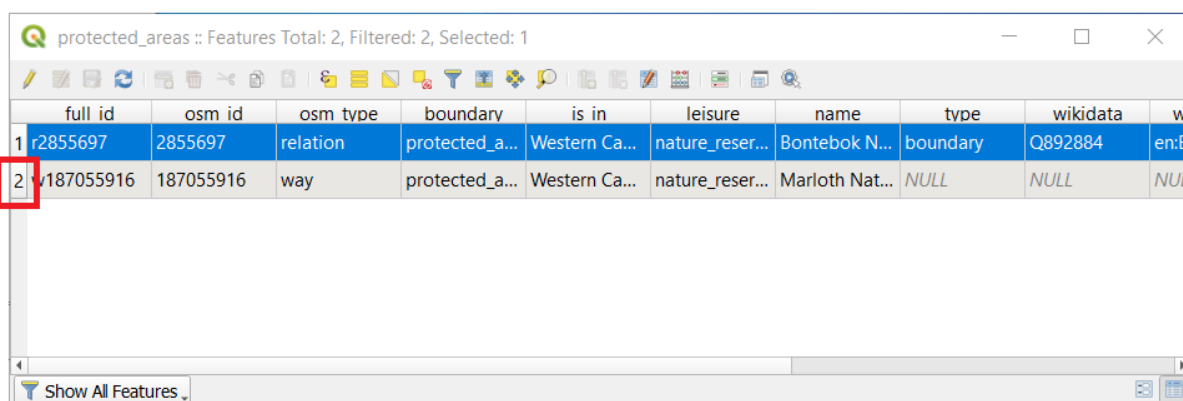 protected_areas :: Features Total: 2, Filtered: 2, Selected: 1
full_id osm_id osm_type boundary is_in leisure name type wikidata w
1 r2855697 2855697 relation protected_a... Western Ca... nature_reser... Bontebok N... boundary Q892884 en:B
2 w187055916 187055916 way protected_a... Western Ca... nature_reser... Marloth Nat... NULL NULL NUL
Show All Features